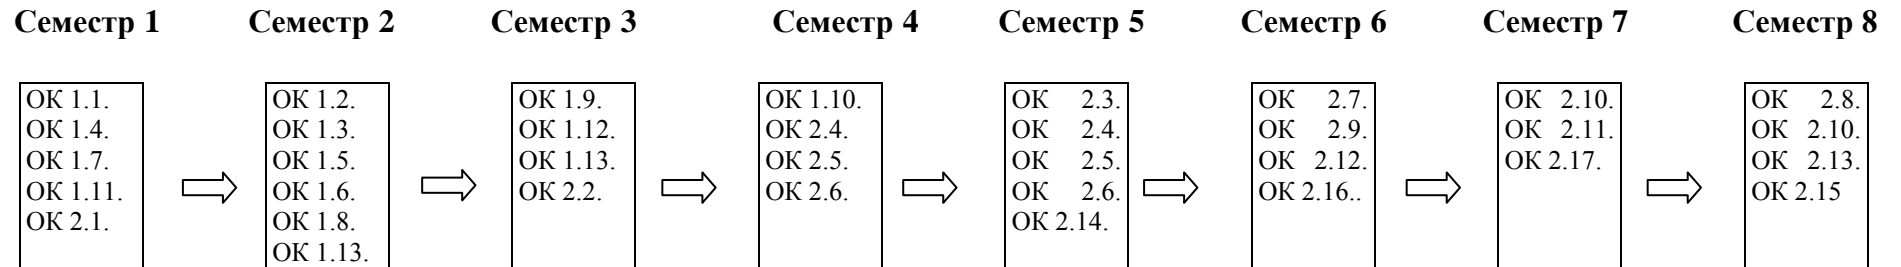 Семестр 1 Семестр 2 Семестр 3 Семестр 4 Семестр 5 Семестр 6 Семестр 7 Семестр 8
ОК 1.1.
ОК 1.4.
ОК 1.7.
ОК 1.11.
ОК 2.1.
ОК 1.2.
ОК 1.3.
ОК 1.5.
ОК 1.6.
ОК 1.8.
ОК 1.13.
ОК 1.9.
ОК 1.12.
ОК 1.13.
ОК 2.2.
ОК 1.10.
ОК 2.4.
ОК 2.5.
ОК 2.6.
ОК 2.3.
ОК 2.4.
ОК 2.5.
ОК 2.6.
ОК 2.14.
ОК 2.7.
ОК 2.9.
ОК 2.12.
ОК 2.16..
ОК 2.10.
ОК 2.11.
ОК 2.17.
ОК 2.8.
ОК 2.10.
ОК 2.13.
ОК 2.15